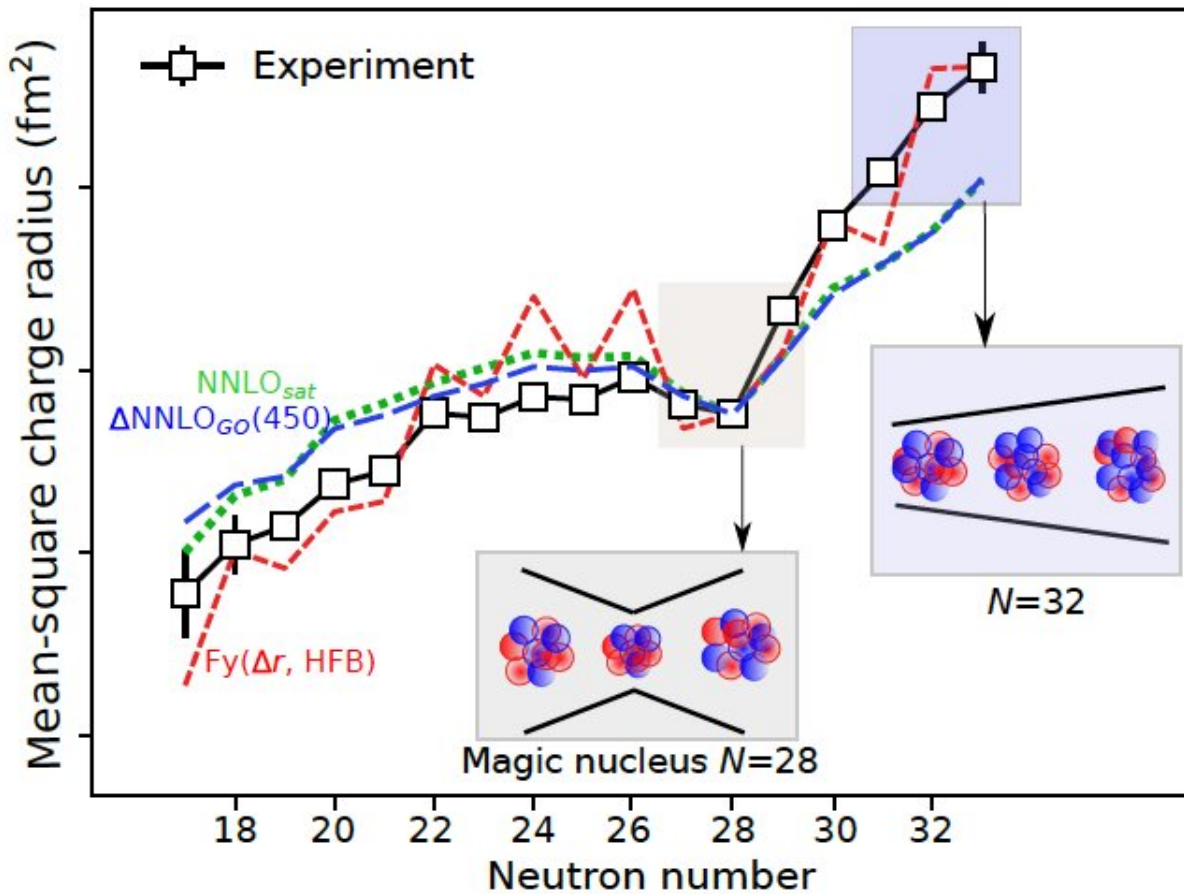 Mean-square charge radius (fm²)
Experiment
NNLOsat
ΔNNLOGO(450)
Fy(Δr, HFB)
Magic nucleus N=28
N=32
18 20 22 24 26 28 30 32
Neutron number